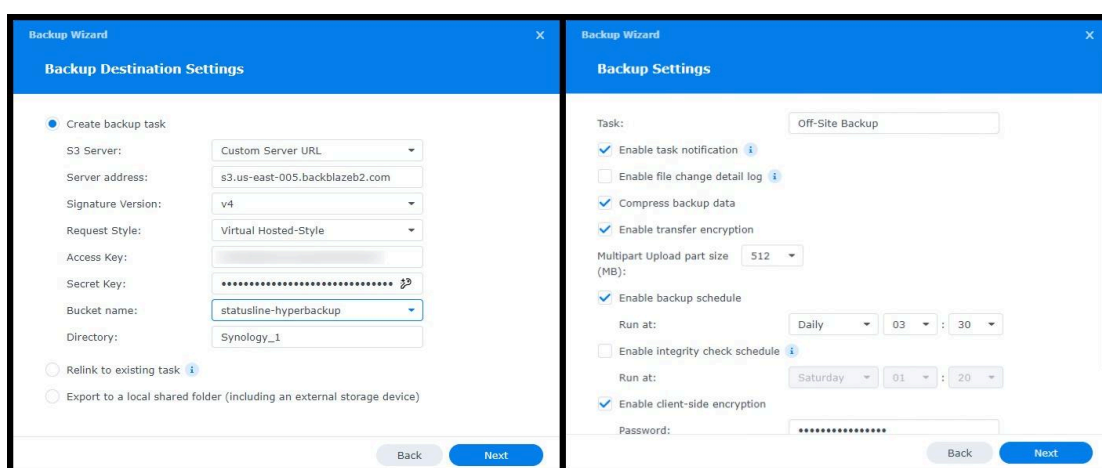 Backup Wizard
X
Backup Destination Settings
Create backup task
S3 Server: Custom Server URL
Server address: s3.us-east-005.backblazeb2.com
Signature Version: v4
Request Style: Virtual Hosted-Style
Access Key:
Secret Key: ••••••••••••••••••••••••••••••••
Bucket name: statusline-hyperbackup
Directory: Synology_1
Relink to existing task i
Export to a local shared folder (including an external storage device)
Back Next
Backup Wizard
X
Backup Settings
Task: Off-Site Backup
Enable task notification i
Enable file change detail log i
Compress backup data
Enable transfer encryption
Multipart Upload part size 512
(MB):
Enable backup schedule
Run at: Daily 03 : 30
Enable integrity check schedule i
Run at: Saturday 01 : 20
Enable client-side encryption
Password: ••••••••••••••••
Back Next